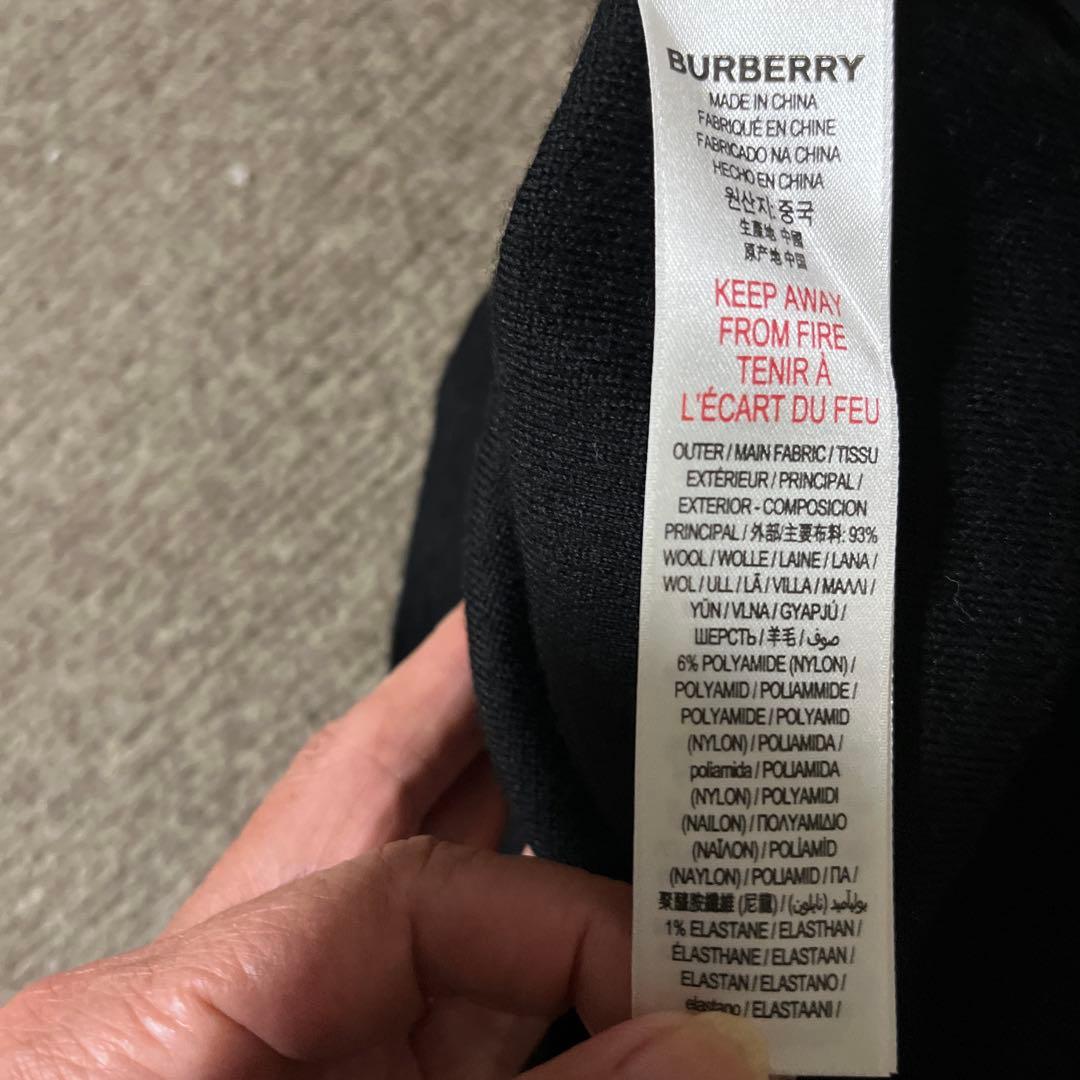 BURBERRY
MADE IN CHINA
FABRIQUÉ EN CHINE
FABRICADO NA CHINA
HECHO EN CHINA
원산지: 중국
生產地 中國
原产地 中国
KEEP AWAY
FROM FIRE
TENIR À
L'ÉCART DU FEU
OUTER / MAIN FABRIC / TISSU
EXTÉRIEUR / PRINCIPAL /
EXTERIOR - COMPOSICION
PRINCIPAL / 外部/主要布料: 93%
WOOL / WOLLE / LAINE / LANA /
WOL / ULL / LÃ / VILLA / ΜΑΛΛΙ /
YÜN / VLNA / GYAPJÚ /
ШЕРСТЬ / 羊毛 / صوف
6% POLYAMIDE (NYLON) /
POLYAMID / POLIAMMIDE /
POLYAMIDE / POLYAMID
(NYLON) / POLIAMIDA /
poliamida / POLIAMIDA
(NYLON) / POLYAMIDI
(NAILON) / ΠΟΛΥΑΜΙΔΙΟ
(ΝΑΪΛΟΝ) / POLİAMİD
(NAYLON) / POLIAMID / ПА /
聚醯胺纖維 (尼龍) / بوليآميد (نايلون) /
1% ELASTANE / ELASTHAN /
ÉLASTHANE / ELASTAAN /
ELASTAN / ELASTANO /
elastano / ELASTAANI /